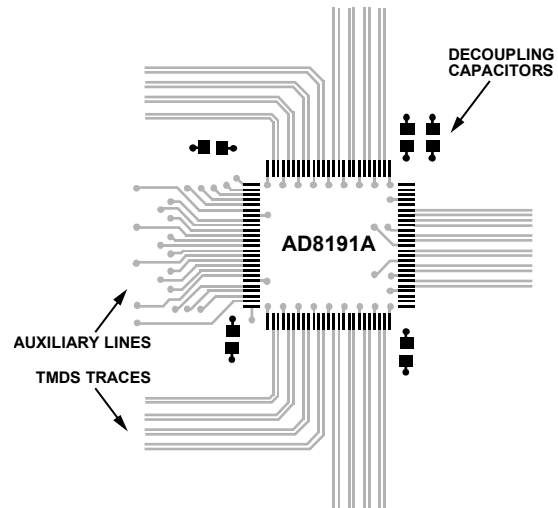 DECOUPLING
CAPACITORS
AD8191A
AUXILIARY LINES
TMDS TRACES